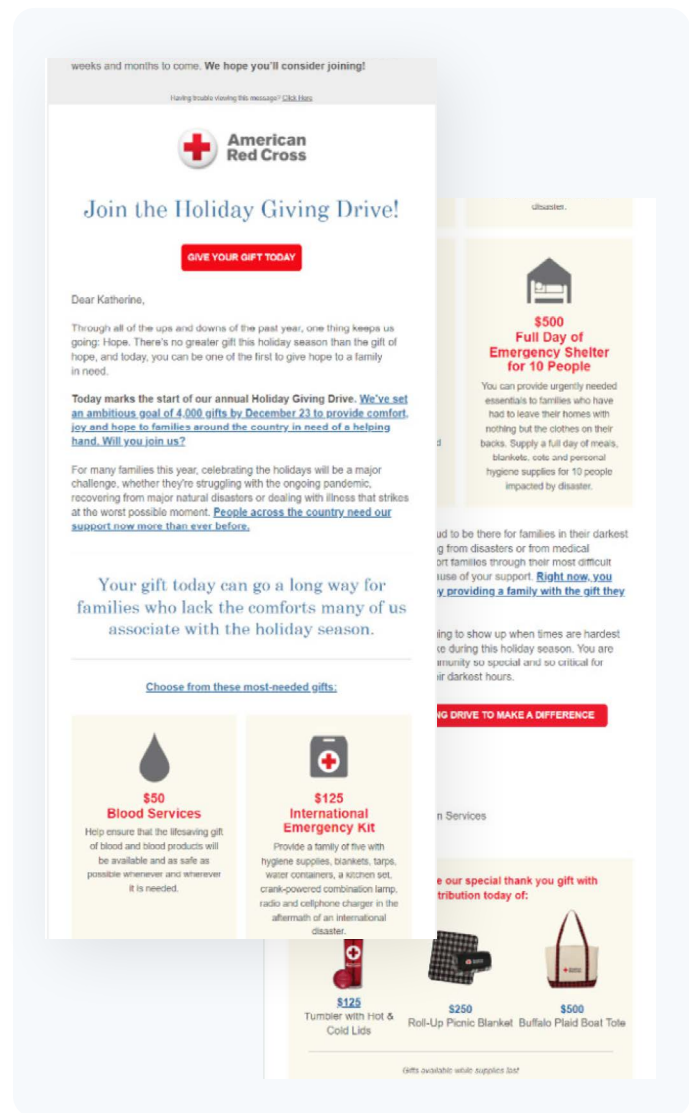 weeks and months to come. We hope you'll consider joining!
Having trouble viewing this message? Click Here
American
Red Cross
Join the Holiday Giving Drive!
GIVE YOUR GIFT TODAY
Dear Katherine,
Through all of the ups and downs of the past year, one thing keeps us
going: Hope. There's no greater gift this holiday season than the gift of
hope, and today, you can be one of the first to give hope to a family
in need.
Today marks the start of our annual Holiday Giving Drive. We've set
an ambitious goal of 4,000 gifts by December 23 to provide comfort,
joy and hope to families around the country in need of a helping
hand. Will you join us?
For many families this year, celebrating the holidays will be a major
challenge, whether they're struggling with the ongoing pandemic,
recovering from major natural disasters or dealing with illness that strikes
at the worst possible moment. People across the country need our
support now more than ever before.
Your gift today can go a long way for
families who lack the comforts many of us
associate with the holiday season.
Choose from these most-needed gifts:
$50
Blood Services
Help ensure that the lifesaving gift
of blood and blood products will
be available and as safe as
possible whenever and wherever
it is needed.
$125
International
Emergency Kit
Provide a family of five with
hygiene supplies, blankets, tarps,
water containers, a kitchen set,
crank-powered combination lamp,
radio and cellphone charger in the
aftermath of an international
disaster.
disaster.
$500
Full Day of
Emergency Shelter
for 10 People
You can provide urgently needed
essentials to families who have
had to leave their homes with
nothing but the clothes on their
backs. Supply a full day of meals,
blankets, cots and personal
hygiene supplies for 10 people
impacted by disaster.
d
ud to be there for families in their darkest
g from disasters or from medical
ort families through their most difficult
ause of your support. Right now, you
y providing a family with the gift they
ing to show up when times are hardest
ke during this holiday season. You are
mmunity so special and so critical for
ir darkest hours.
NG DRIVE TO MAKE A DIFFERENCE
n Services
e our special thank you gift with
tribution today of:
$125
Tumbler with Hot &
Cold Lids
$250
Roll-Up Picnic Blanket
$500
Buffalo Plaid Boat Tote
Gifts available while supplies last